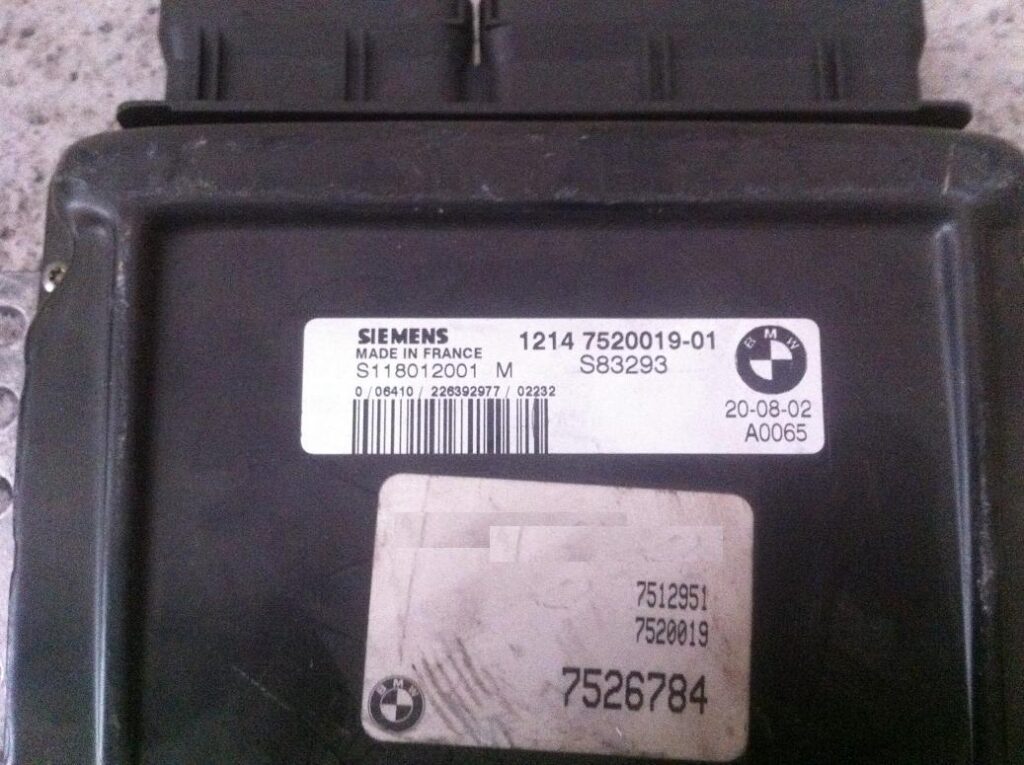 SIEMENS
MADE IN FRANCE
S118012001 M
0/06410/226392977/02232
1214 7520019-01
S83293
BMW
20-08-02
A0065
7512951
7520019
7526784
BMW